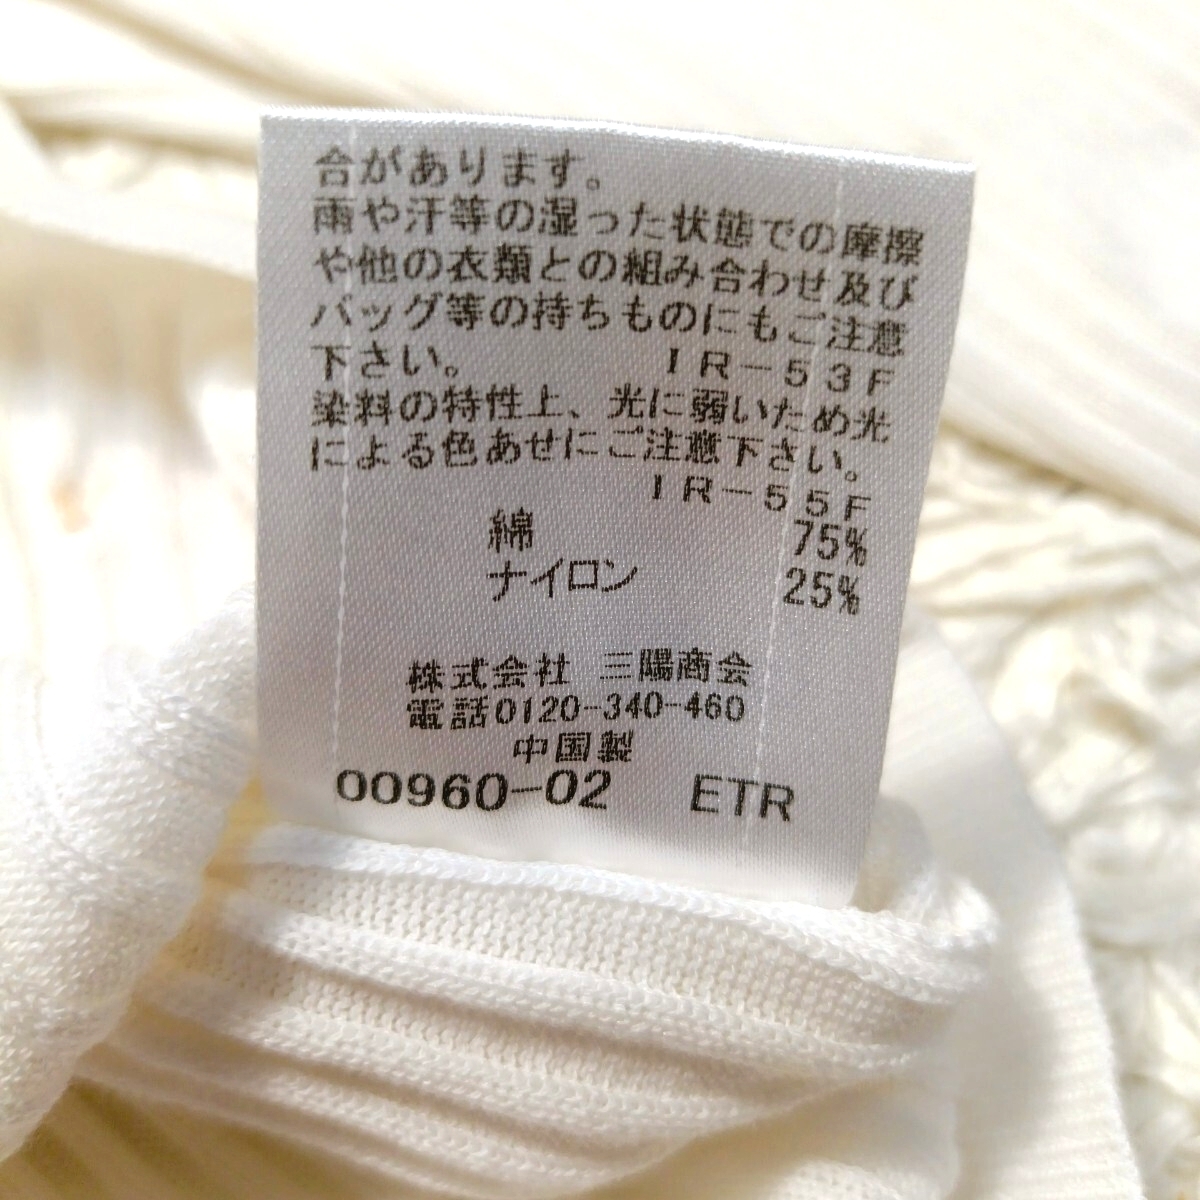 合があります。
雨や汗等の湿った状態での摩擦
や他の衣類との組み合わせ及び
バッグ等の持ちものにもご注意
下さい。 IR-53F
染料の特性上、光に弱いため光
による色あせにご注意下さい。
IR-55F
綿 75%
ナイロン 25%
株式会社 三陽商会
電話0120-340-460
中国製
00960-02 ETR